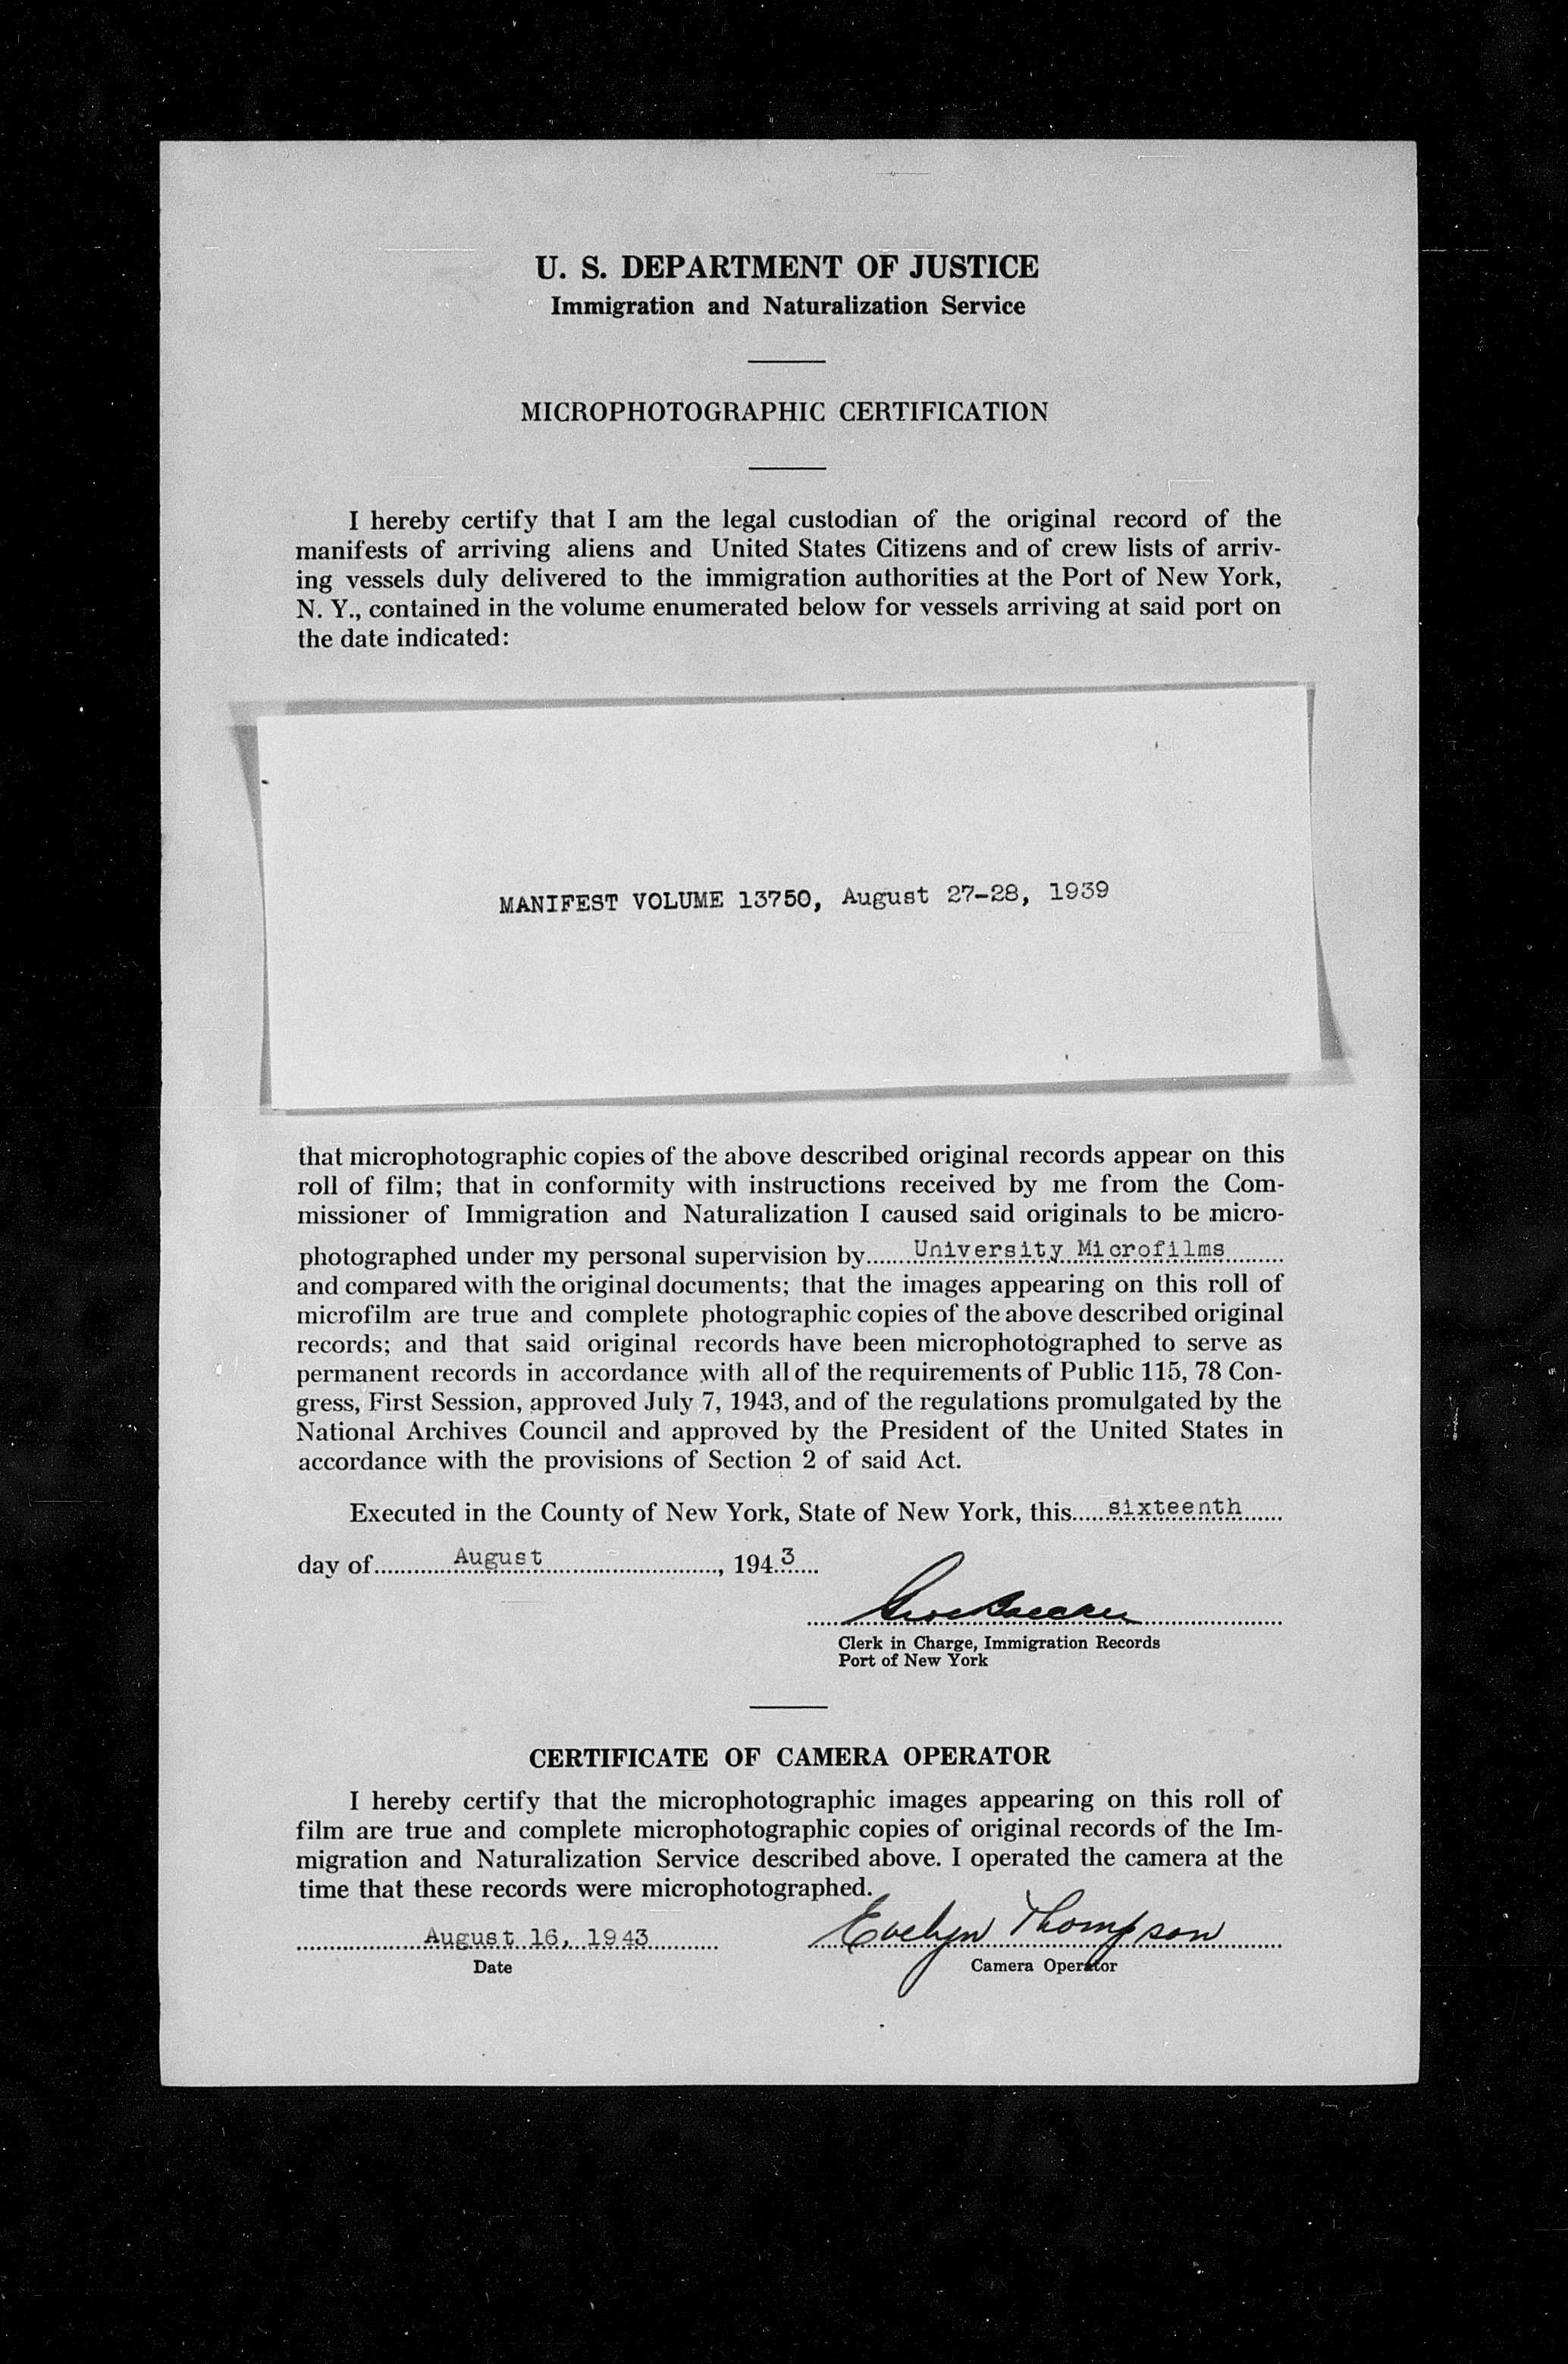 U. S. DEPARTMENT OF JUSTICE
Immigration and Naturalization Service
MICROPHOTOGRAPHIC CERTIFICATION
I hereby certify that I am the legal custodian of the original record of the
manifests of arriving aliens and United States Citizens and of crew lists of arriv-
ing vessels duly delivered to the immigration authorities at the Port of New York,
N. Y., contained in the volume enumerated below for vessels arriving at said port on
the date indicated:
MANIFEST VOLUME 13750, August 27-28, 1939
that microphotographic copies of the above described original records appear on this
roll of film; that in conformity with instructions received by me from the Com-
missioner of Immigration and Naturalization I caused said originals to be micro-
photographed under my personal supervision by University Microfilms
and compared with the original documents; that the images appearing on this roll of
microfilm are true and complete photographic copies of the above described original
records; and that said original records have been microphotographed to serve as
permanent records in accordance with all of the requirements of Public 115, 78 Con-
gress, First Session, approved July 7, 1943, and of the regulations promulgated by the
National Archives Council and approved by the President of the United States in
accordance with the provisions of Section 2 of said Act.
Executed in the County of New York, State of New York, this sixteenth
day of August, 1943
Clerk in Charge, Immigration Records
Port of New York
CERTIFICATE OF CAMERA OPERATOR
I hereby certify that the microphotographic images appearing on this roll of
film are true and complete microphotographic copies of original records of the Im-
migration and Naturalization Service described above. I operated the camera at the
time that these records were microphotographed.
August 16, 1943 Evelyn Thompson
Date Camera Operator